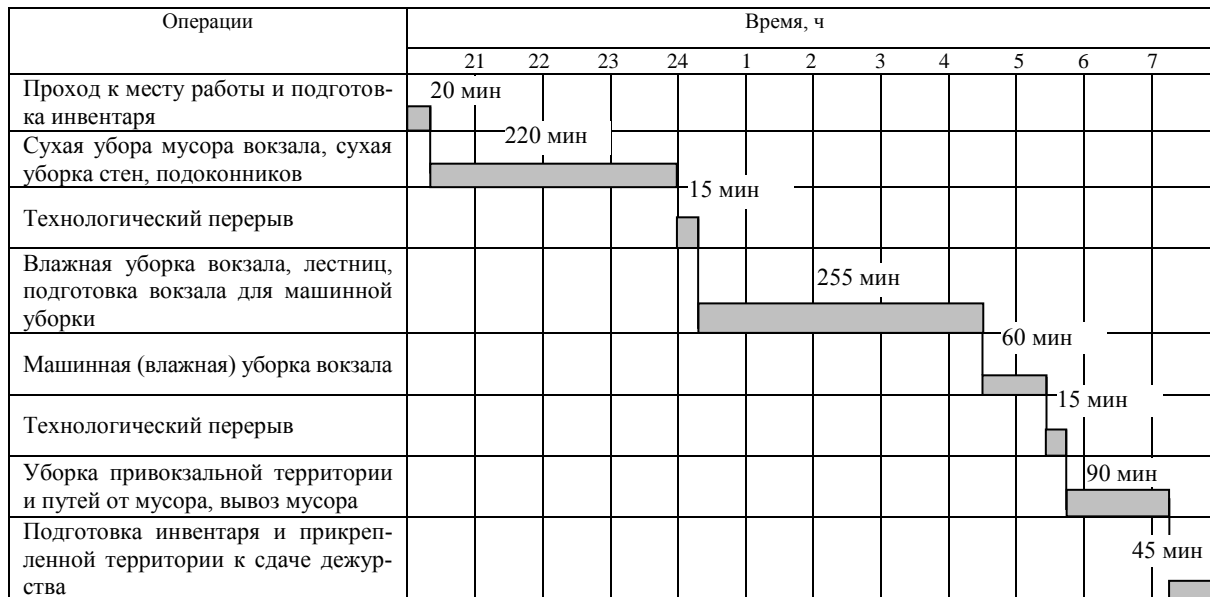 Операции
Время, ч
21 22 23 24 1 2 3 4 5 6 7
Проход к месту работы и подготов-
ка инвентаря
20 мин
Сухая убора мусора вокзала, сухая
уборка стен, подоконников
220 мин
Технологический перерыв
15 мин
Влажная уборка вокзала, лестниц,
подготовка вокзала для машинной
уборки
255 мин
Машинная (влажная) уборка вокзала
60 мин
Технологический перерыв
15 мин
Уборка привокзальной территории
и путей от мусора, вывоз мусора
90 мин
Подготовка инвентаря и прикреп-
ленной территории к сдаче дежур-
ства
45 мин